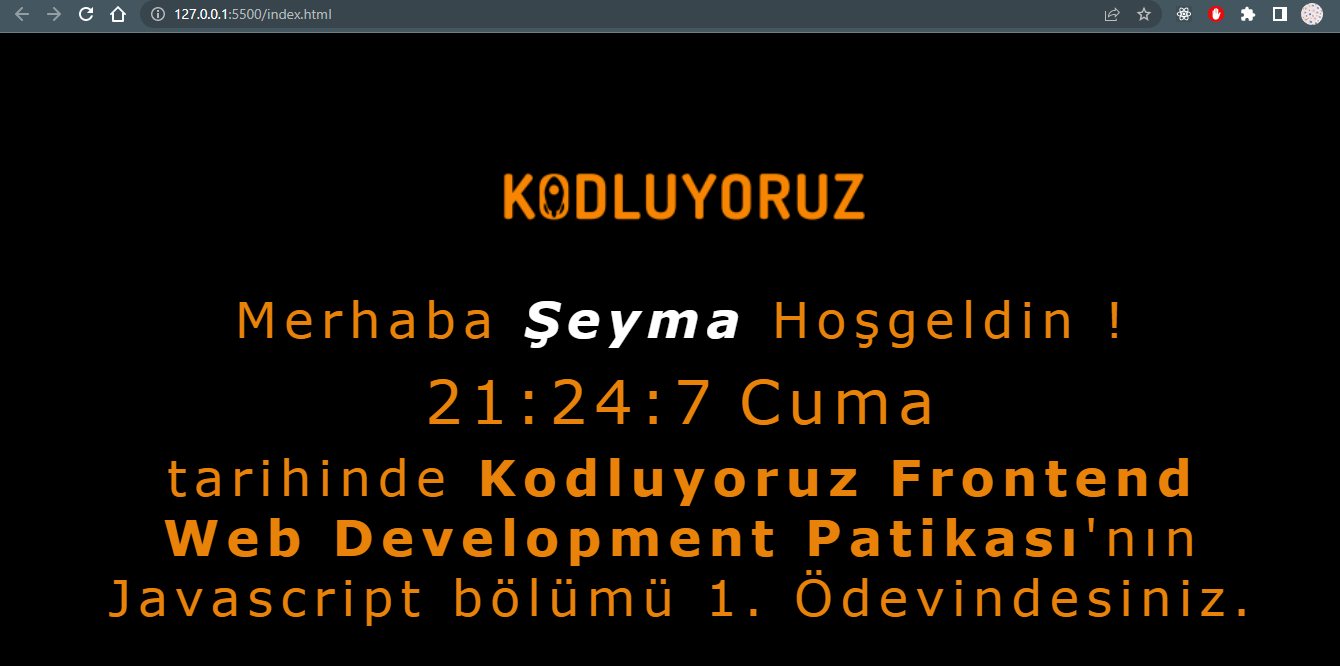 127.0.0.1:5500/index.html
KODLUYORUZ
Merhaba Şeyma Hoşgeldin !
21:24:7 Cuma
tarihinde Kodluyoruz Frontend
Web Development Patikası'nın
Javascript bölümü 1. Ödevindesiniz.